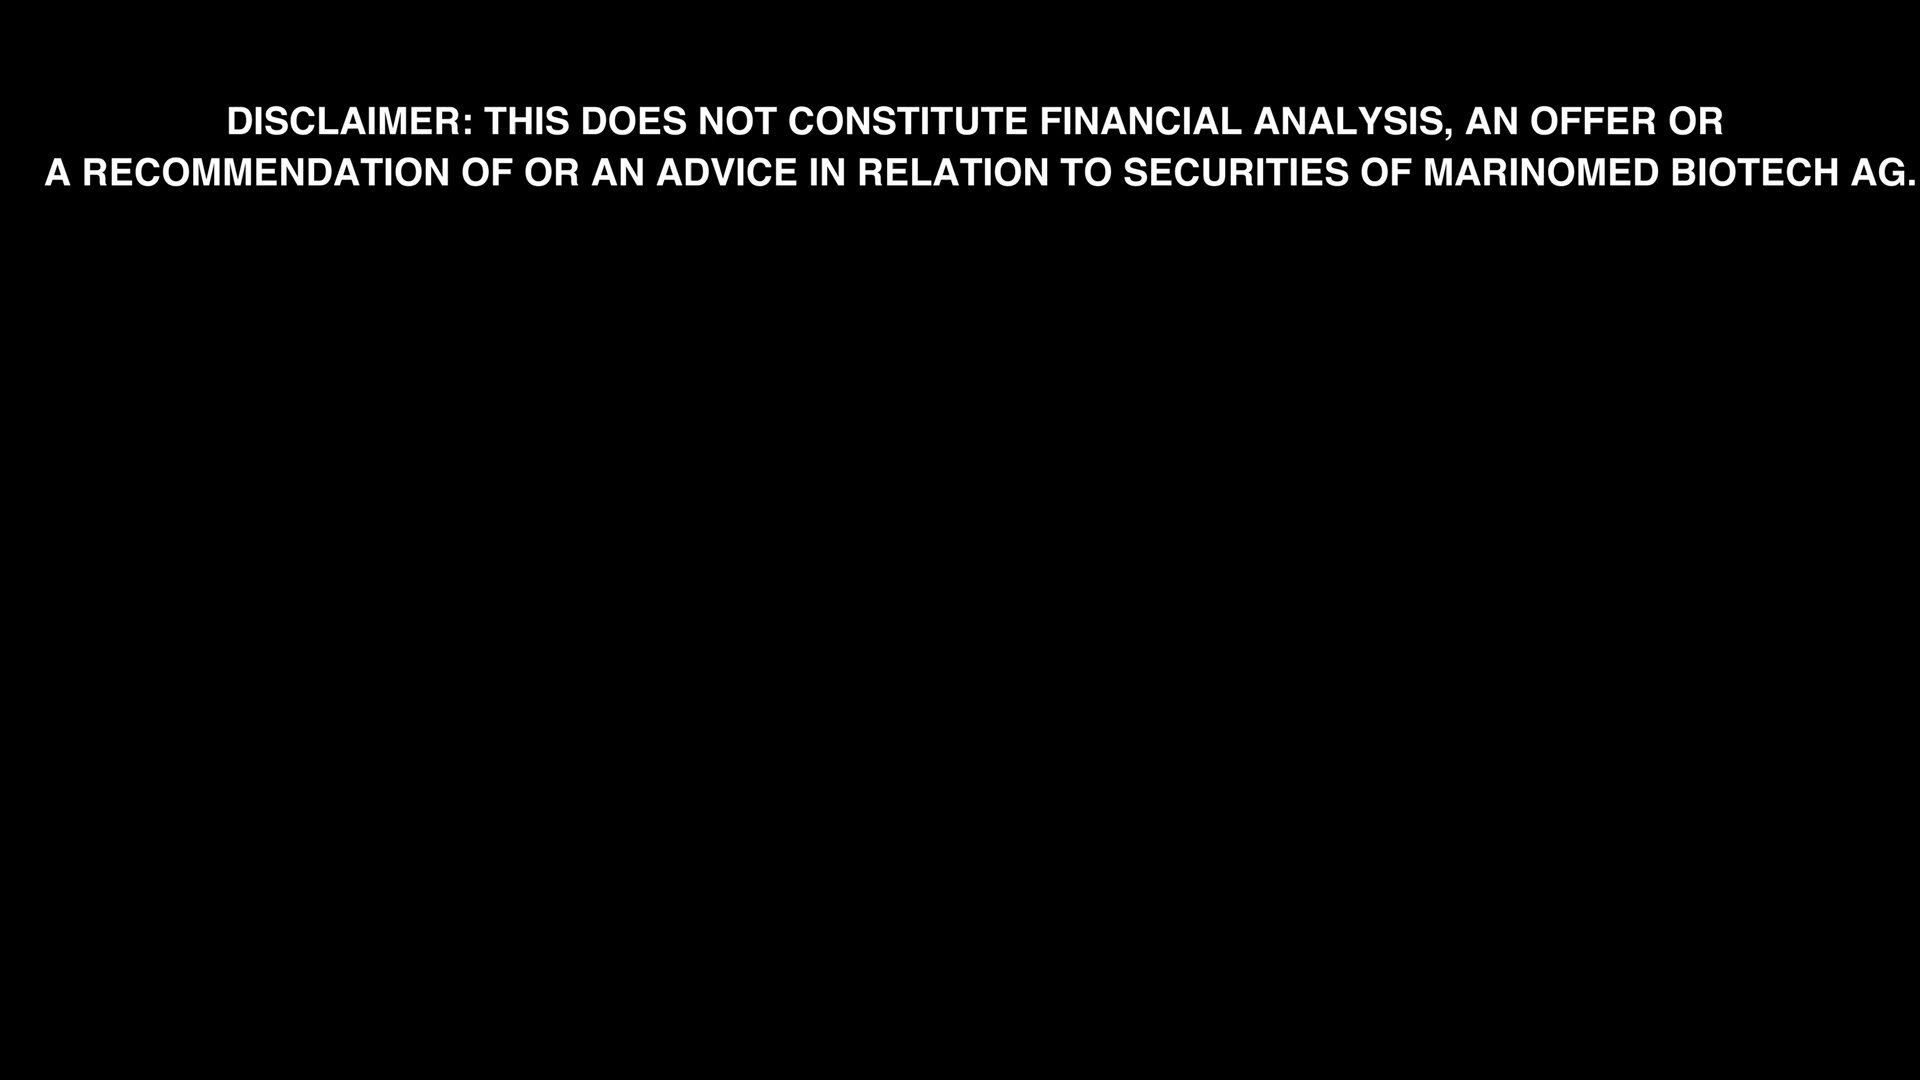 DISCLAIMER: THIS DOES NOT CONSTITUTE FINANCIAL ANALYSIS, AN OFFER OR
A RECOMMENDATION OF OR AN ADVICE IN RELATION TO SECURITIES OF MARINOMED BIOTECH AG.